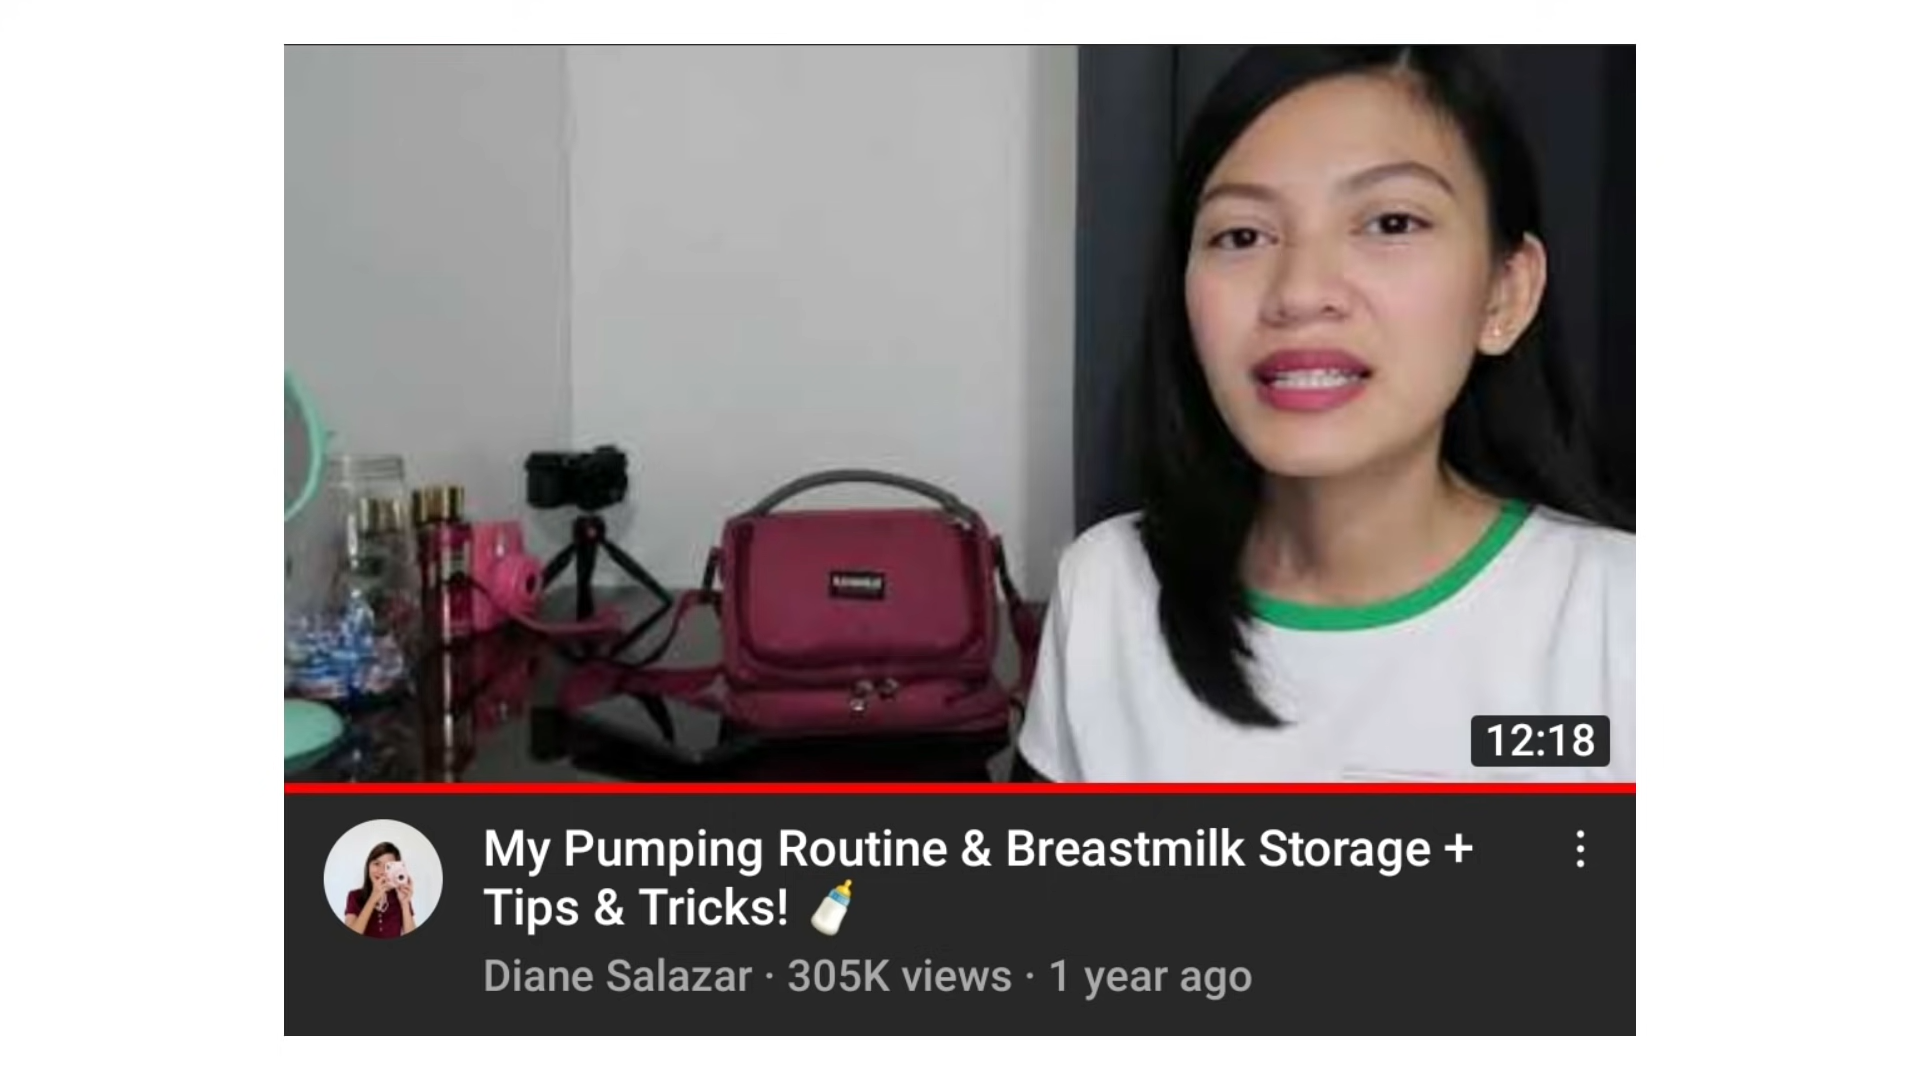 12:18
My Pumping Routine & Breastmilk Storage +
Tips & Tricks! 🍼
Diane Salazar · 305K views · 1 year ago